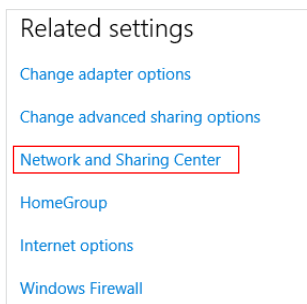 Related settings
Change adapter options
Change advanced sharing options
Network and Sharing Center
HomeGroup
Internet options
Windows Firewall